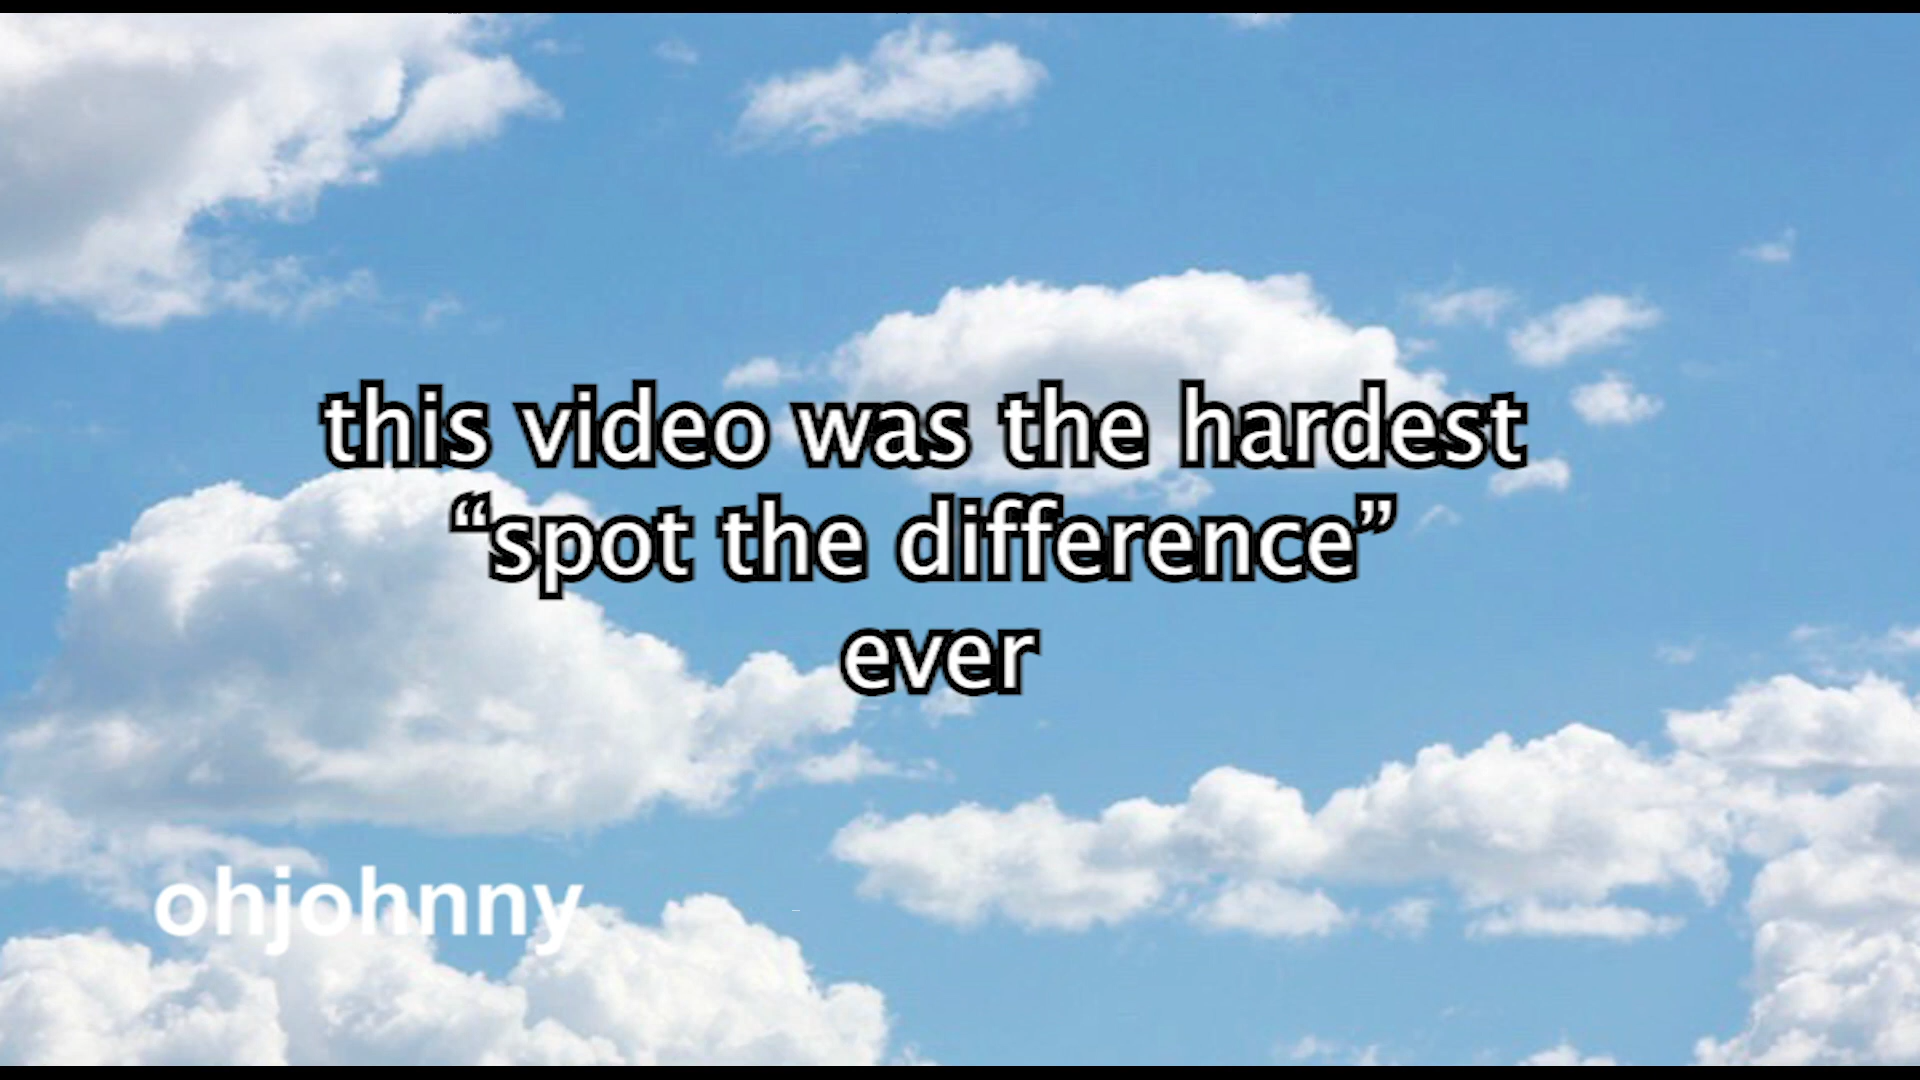 this video was the hardest
“spot the difference”
ever
ohjohnny